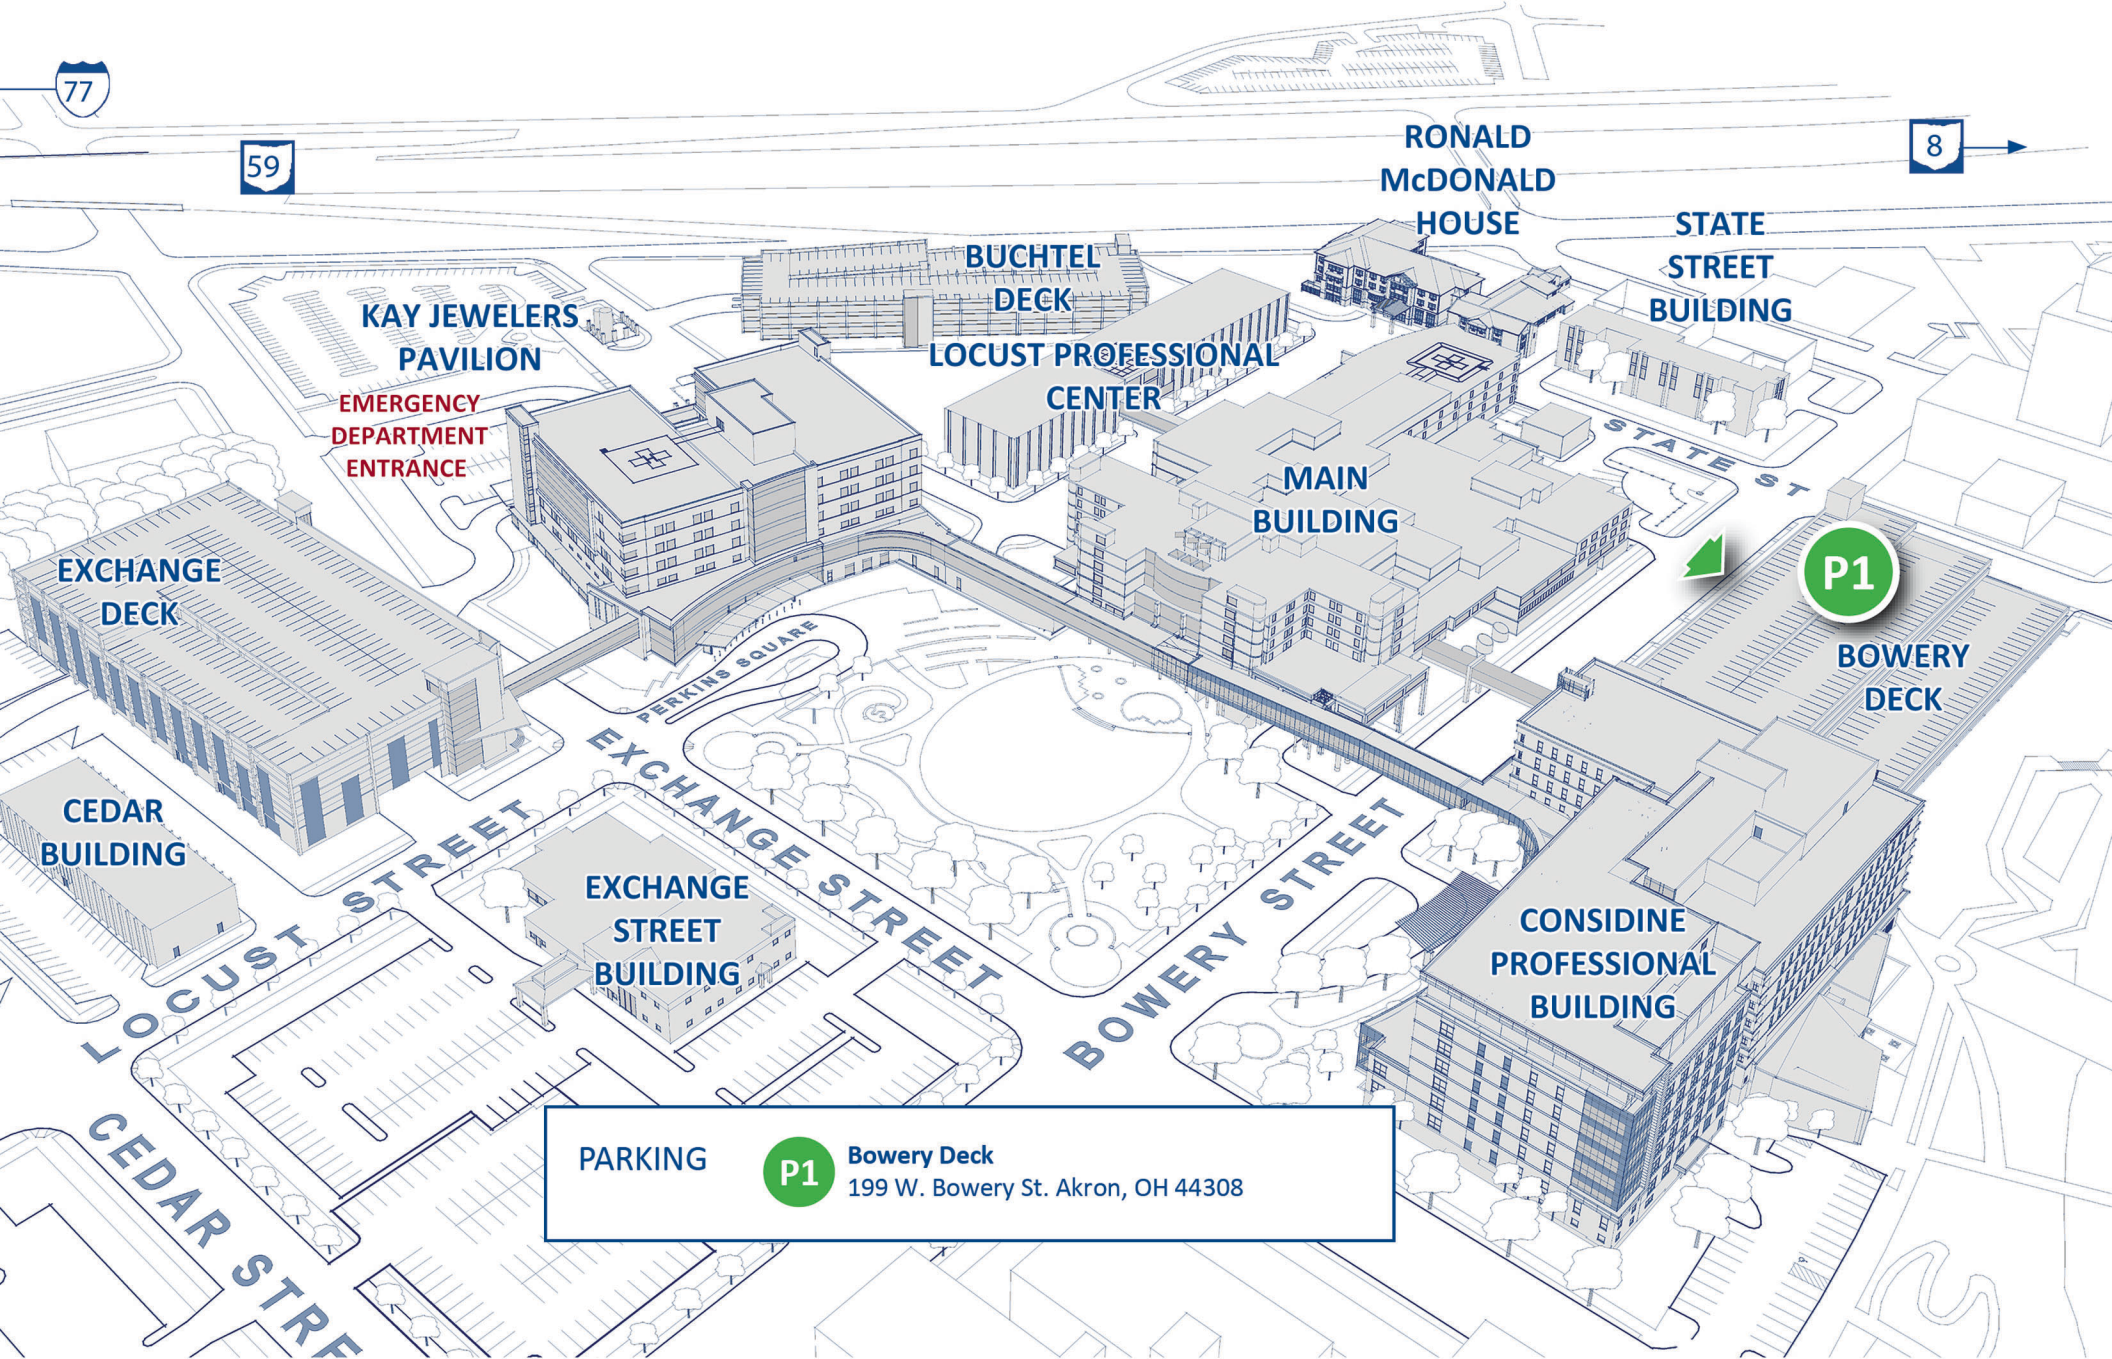 77
59
8
RONALD
McDONALD
HOUSE
STATE
STREET
BUILDING
BUCHTEL
DECK
KAY JEWELERS
PAVILION
EMERGENCY
DEPARTMENT
ENTRANCE
LOCUST PROFESSIONAL
CENTER
MAIN
BUILDING
STATE ST
P1
BOWERY
DECK
EXCHANGE
DECK
PERKINS SQUARE
EXCHANGE STREET
CEDAR
BUILDING
LOCUST STREET
EXCHANGE
STREET
BUILDING
BOWERY STREET
CONSIDINE
PROFESSIONAL
BUILDING
CEDAR STRE
PARKING
P1
Bowery Deck
199 W. Bowery St. Akron, OH 44308